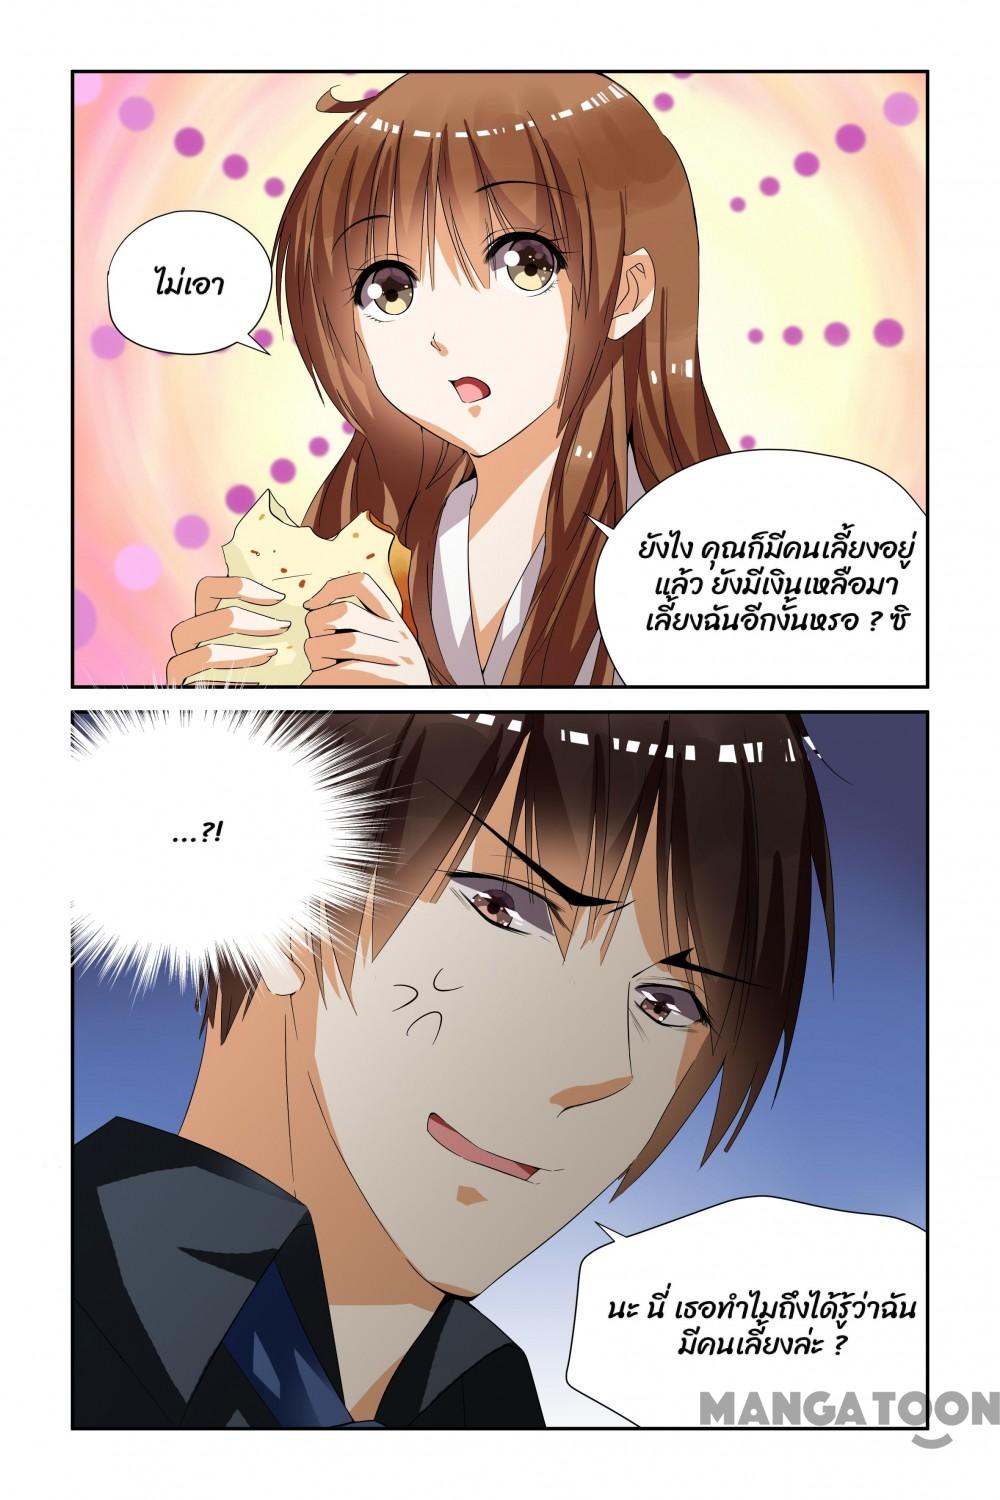 ไม่เอา
ยังไง คุณก็มีคนเลี้ยงอยู่
แล้ว ยังมีเงินเหลือมา
เลี้ยงฉันอีกงั้นหรอ ? ซิ
...?!
นะ นี่ เธอทำไมถึงได้รู้ว่าฉัน
มีคนเลี้ยงล่ะ ?
MANGATOON